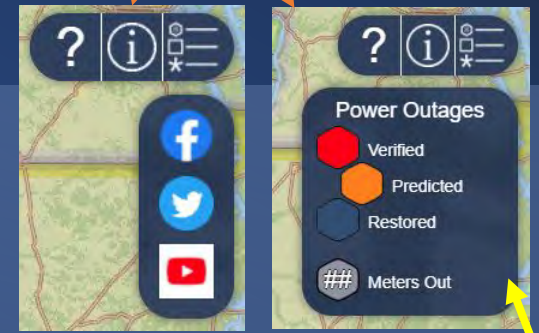 ?
i
?
i
Power Outages
Verified
Predicted
Restored
## Meters Out